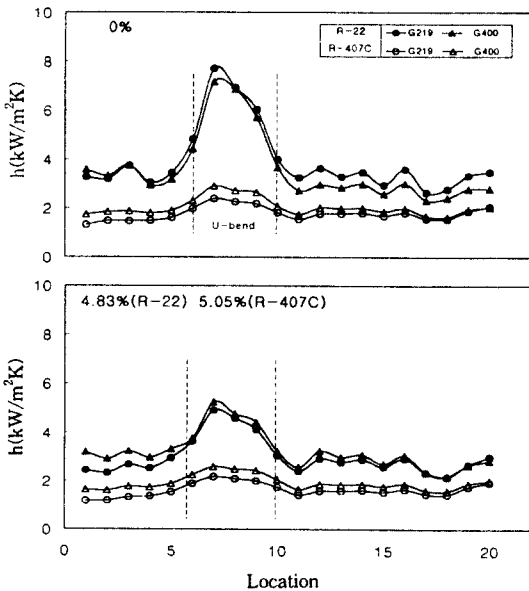 10
0%
R-22 G219 G400
R-407C G219 G400
8
6
h(kW/m²K)
4
2
U-bend
0
10
4.83%(R-22) 5.05%(R-407C)
8
6
h(kW/m²K)
4
2
0
0 5 10 15 20
Location